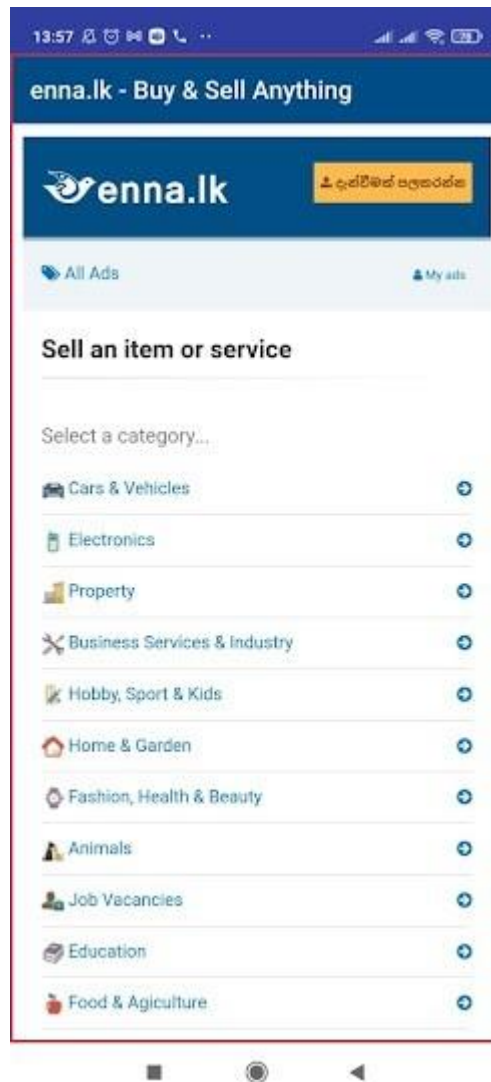 13:57
enna.lk - Buy & Sell Anything
enna.lk
දැන්වීමක් පලකරන්න
All Ads
My ads
Sell an item or service
Select a category...
Cars & Vehicles
Electronics
Property
Business Services & Industry
Hobby, Sport & Kids
Home & Garden
Fashion, Health & Beauty
Animals
Job Vacancies
Education
Food & Agiculture